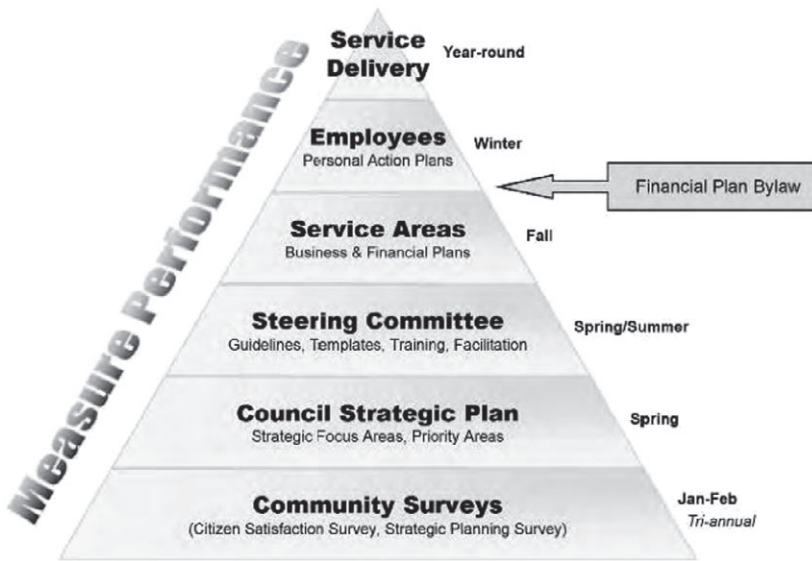 Measure Performance
Service
Delivery
Year-round
Employees
Personal Action Plans
Winter
Financial Plan Bylaw
Service Areas
Business & Financial Plans
Fall
Steering Committee
Guidelines, Templates, Training, Facilitation
Spring/Summer
Council Strategic Plan
Strategic Focus Areas, Priority Areas
Spring
Community Surveys
(Citizen Satisfaction Survey, Strategic Planning Survey)
Jan-Feb
Tri-annual